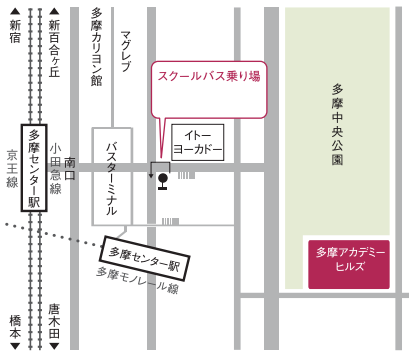 新宿
新百合ヶ丘
多摩カリヨン館
マグレブ
スクールバス乗り場
イトー
ヨーカドー
多摩中央公園
多摩センター駅
京王線
小田急線
南口
バスターミナル
多摩センター駅
多摩モノレール線
多摩アカデミー
ヒルズ
橋本
唐木田